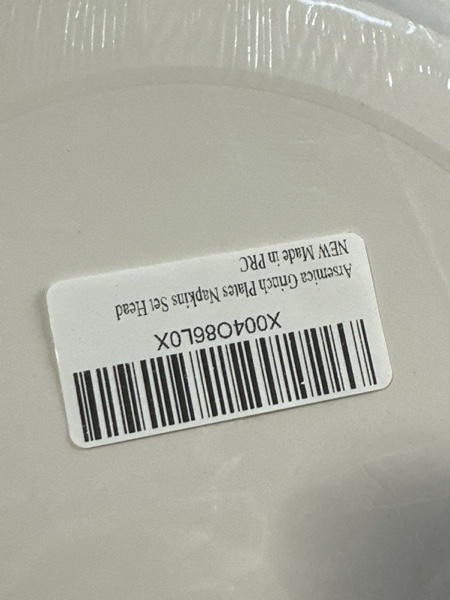 X004O86L0X
Arsemica Grinch Plates Napkins Set Head
NEW Made in PRC